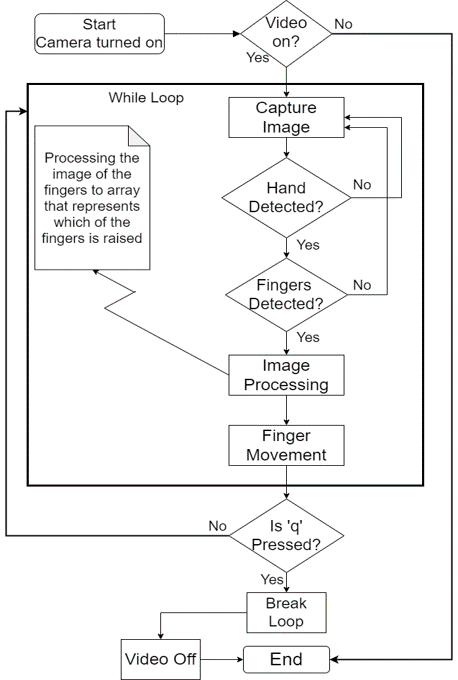 Start
Camera turned on
Video
on?
No
Yes
While Loop
Capture
Image
Processing the
image of the
fingers to array
that represents
which of the
fingers is raised
Hand
Detected?
No
Yes
Fingers
Detected?
No
Yes
Image
Processing
Finger
Movement
Is 'q'
Pressed?
No
Yes
Break
Loop
Video Off
End